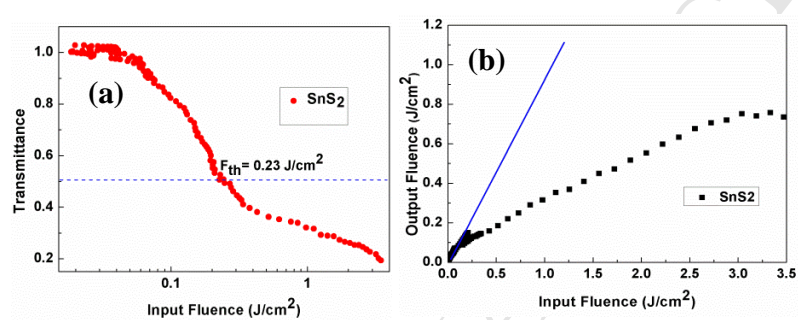 (a)
SnS2
Fth= 0.23 J/cm2
Transmittance
1.0
0.8
0.6
0.4
0.2
0.1
1
Input Fluence (J/cm2)
(b)
SnS2
Output Fluence (J/cm2)
1.2
1.0
0.8
0.6
0.4
0.2
0.0
0.0
0.5
1.0
1.5
2.0
2.5
3.0
3.5
Input Fluence (J/cm2)